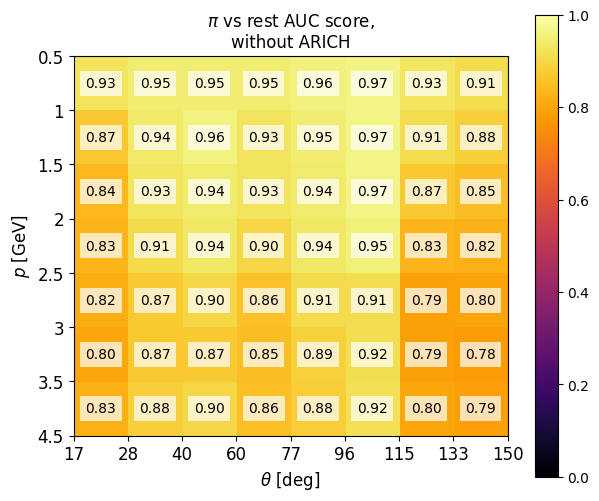 π vs rest AUC score,
without ARICH
0.5
0.93 0.95 0.95 0.95 0.96 0.97 0.93 0.91
1
0.87 0.94 0.96 0.93 0.95 0.97 0.91 0.88
1.5
0.84 0.93 0.94 0.93 0.94 0.97 0.87 0.85
2
0.83 0.91 0.94 0.90 0.94 0.95 0.83 0.82
2.5
0.82 0.87 0.90 0.86 0.91 0.91 0.79 0.80
3
0.80 0.87 0.87 0.85 0.89 0.92 0.79 0.78
3.5
0.83 0.88 0.90 0.86 0.88 0.92 0.80 0.79
4.5
p [GeV]
17 28 40 60 77 96 115 133 150
θ [deg]
1.0
0.8
0.6
0.4
0.2
0.0